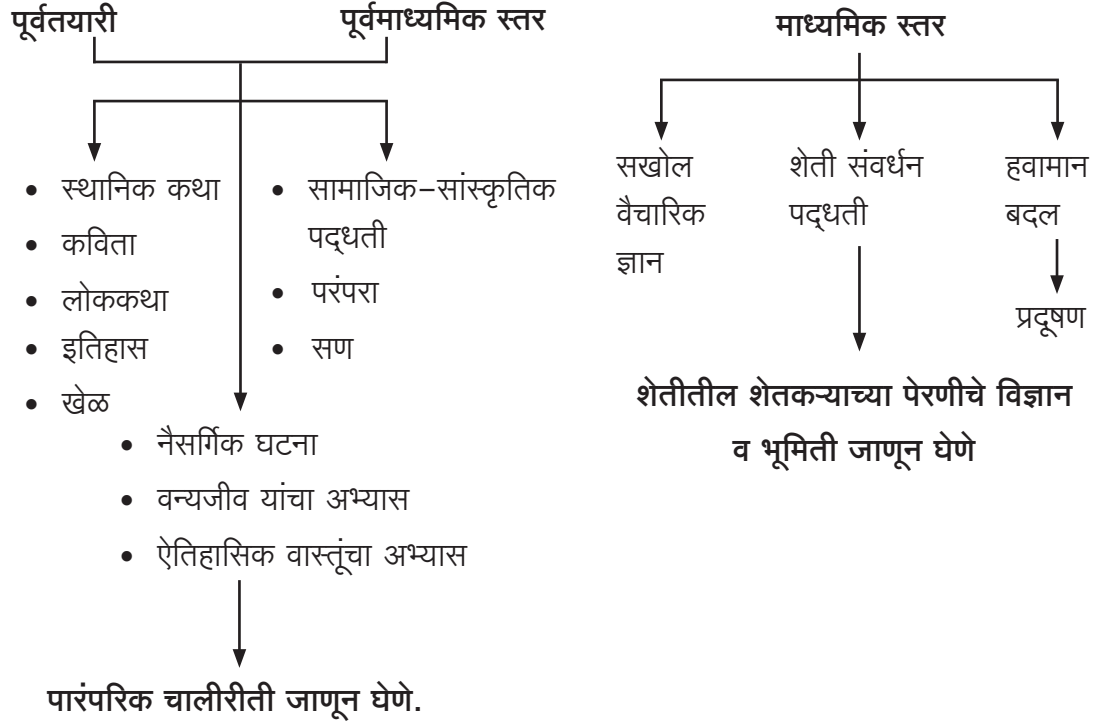 पूर्वतयारी
पूर्वमाध्यमिक स्तर
• स्थानिक कथा
• कविता
• लोककथा
• इतिहास
• खेळ
• सामाजिक–सांस्कृतिक
पद्धती
• परंपरा
• सण
• नैसर्गिक घटना
• वन्यजीव यांचा अभ्यास
• ऐतिहासिक वास्तूंचा अभ्यास
पारंपरिक चालीरीती जाणून घेणे.
माध्यमिक स्तर
सखोल
वैचारिक
ज्ञान
शेती संवर्धन
पद्धती
हवामान
बदल
प्रदूषण
शेतीतील शेतकऱ्याच्या पेरणीचे विज्ञान
व भूमिती जाणून घेणे